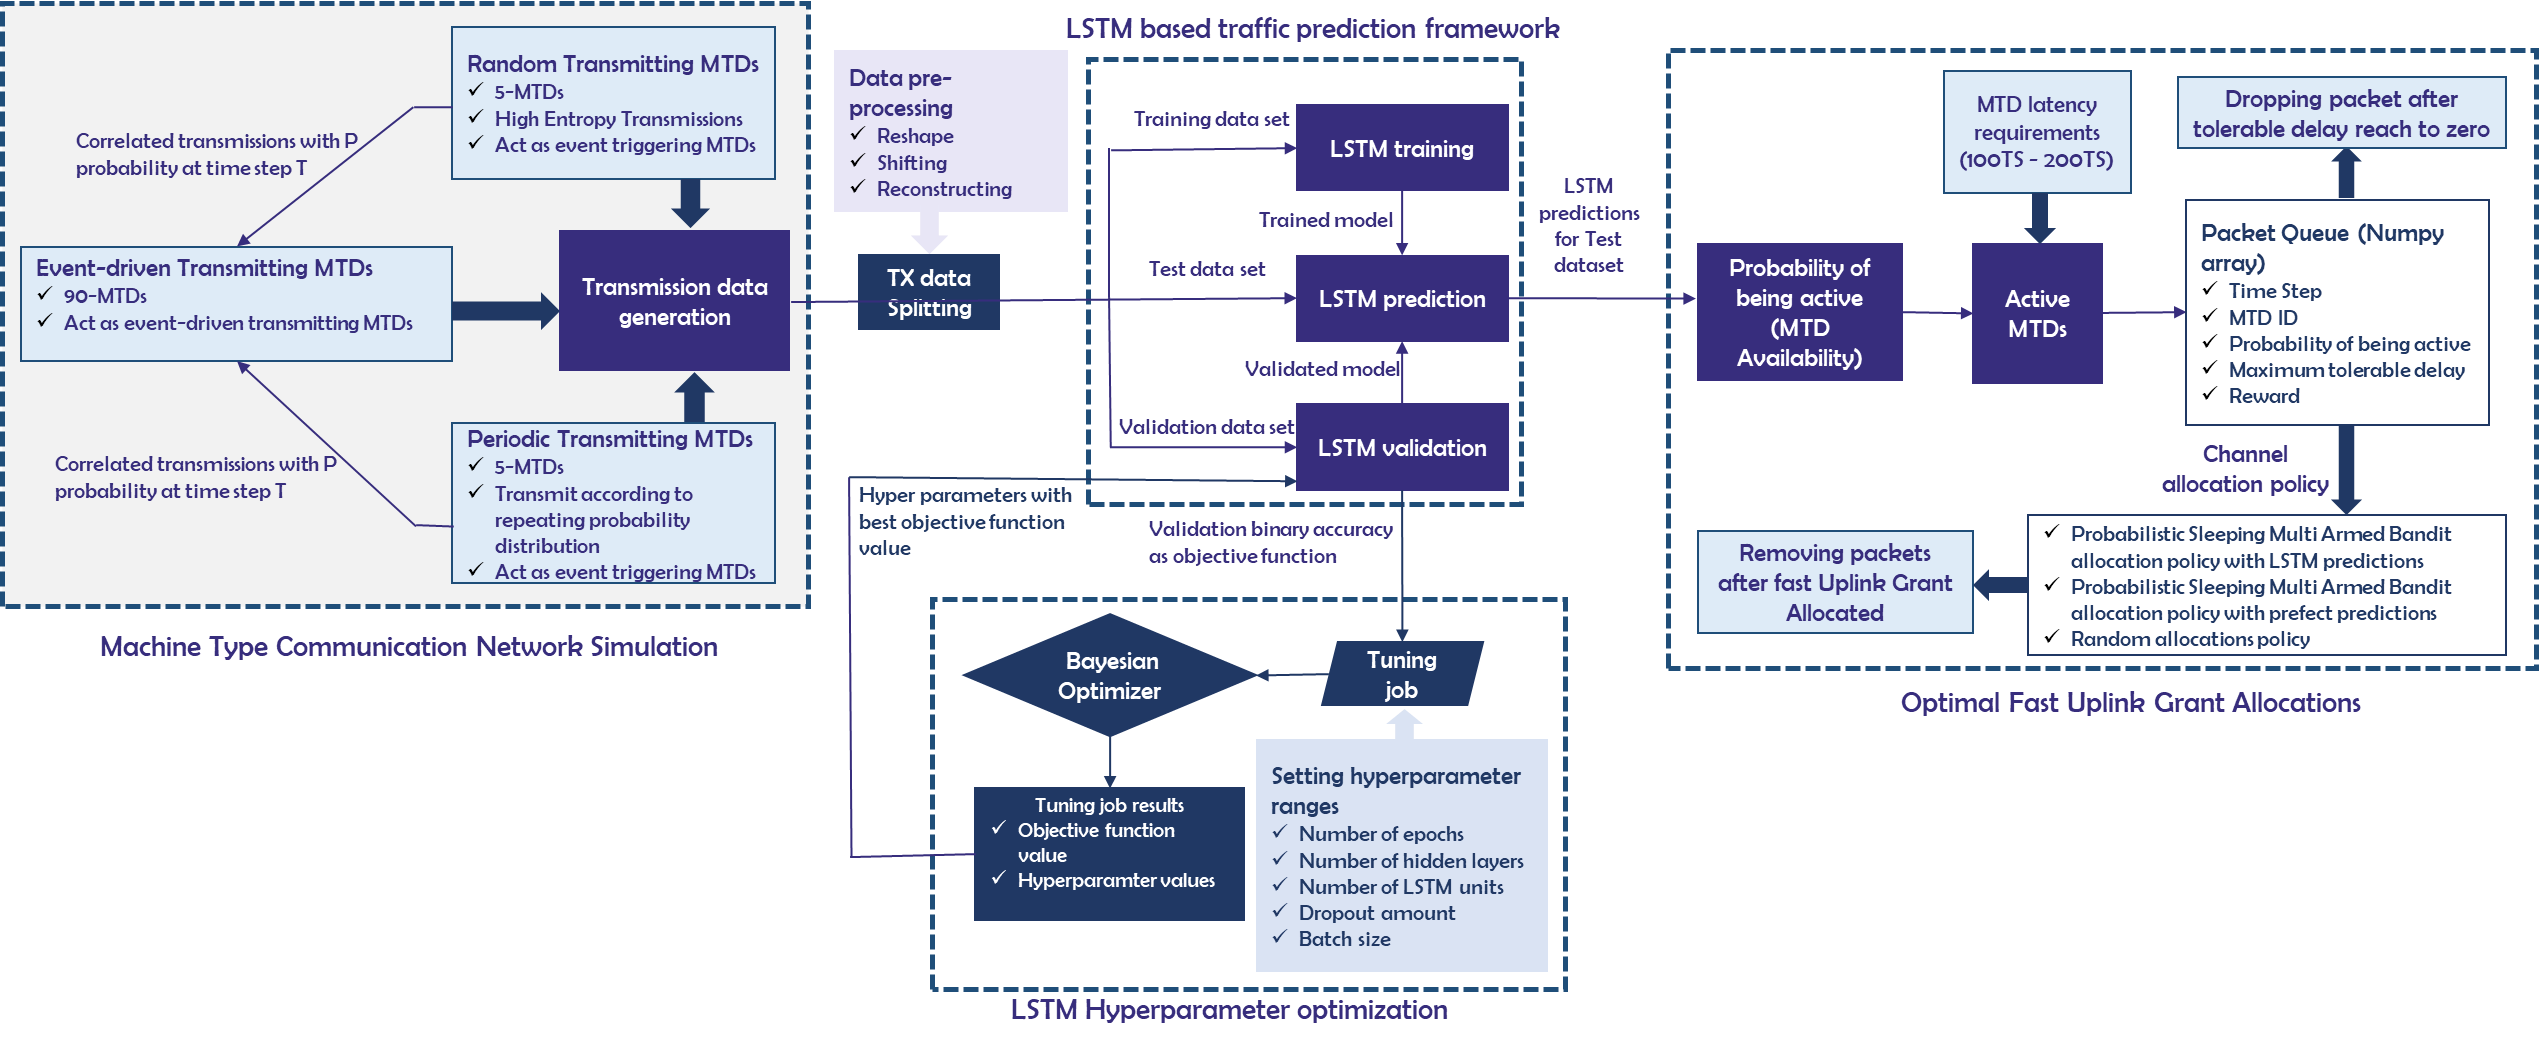 LSTM based traffic prediction framework
Random Transmitting MTDs
✓ 5-MTDs
✓ High Entropy Transmissions
✓ Act as event triggering MTDs
Correlated transmissions with P
probability at time step T
Event-driven Transmitting MTDs
✓ 90-MTDs
✓ Act as event-driven transmitting MTDs
Transmission data
generation
Periodic Transmitting MTDs
✓ 5-MTDs
✓ Transmit according to
repeating probability
distribution
✓ Act as event triggering MTDs
Correlated transmissions with P
probability at time step T
Machine Type Communication Network Simulation
Data pre-
processing
✓ Reshape
✓ Shifting
✓ Reconstructing
TX data
Splitting
Training data set
LSTM training
Trained model
Test data set
LSTM prediction
Validated model
Validation data set
LSTM validation
Hyper parameters with
best objective function
value
Validation binary accuracy
as objective function
Bayesian
Optimizer
Tuning
job
Tuning job results
✓ Objective function
value
✓ Hyperparamter values
Setting hyperparameter
ranges
✓ Number of epochs
✓ Number of hidden layers
✓ Number of LSTM units
✓ Dropout amount
✓ Batch size
LSTM Hyperparameter optimization
LSTM
predictions
for Test
dataset
Probability of
being active
(MTD
Availability)
MTD latency
requirements
(100TS - 200TS)
Active
MTDs
Dropping packet after
tolerable delay reach to zero
Packet Queue (Numpy
array)
✓ Time Step
✓ MTD ID
✓ Probability of being active
✓ Maximum tolerable delay
✓ Reward
Channel
allocation policy
✓ Probabilistic Sleeping Multi Armed Bandit
allocation policy with LSTM predictions
✓ Probabilistic Sleeping Multi Armed Bandit
allocation policy with prefect predictions
✓ Random allocations policy
Removing packets
after fast Uplink Grant
Allocated
Optimal Fast Uplink Grant Allocations